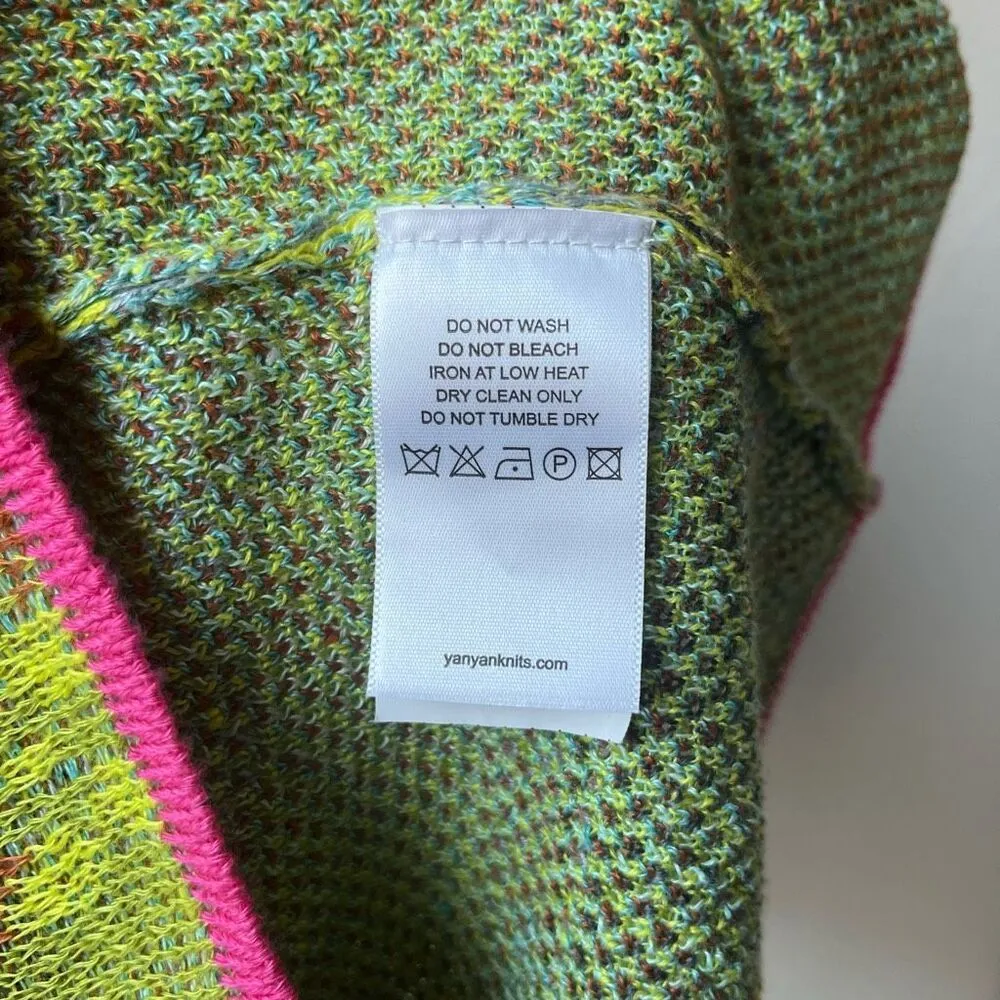 DO NOT WASH
DO NOT BLEACH
IRON AT LOW HEAT
DRY CLEAN ONLY
DO NOT TUMBLE DRY
P
yanyanknits.com